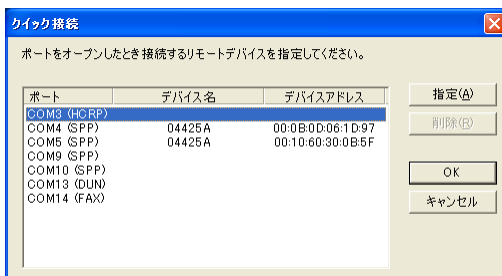 クイック接続
ポートをオープンしたとき接続するリモートデバイスを指定してください。
ポート デバイス名 デバイスアドレス
COM3 (HCRP)
COM4 (SPP) 04425A 00:0B:0D:06:1D:97
COM5 (SPP) 04425A 00:10:60:30:0B:5F
COM9 (SPP)
COM10 (SPP)
COM13 (DUN)
COM14 (FAX)
指定(A)
削除(R)
OK
キャンセル